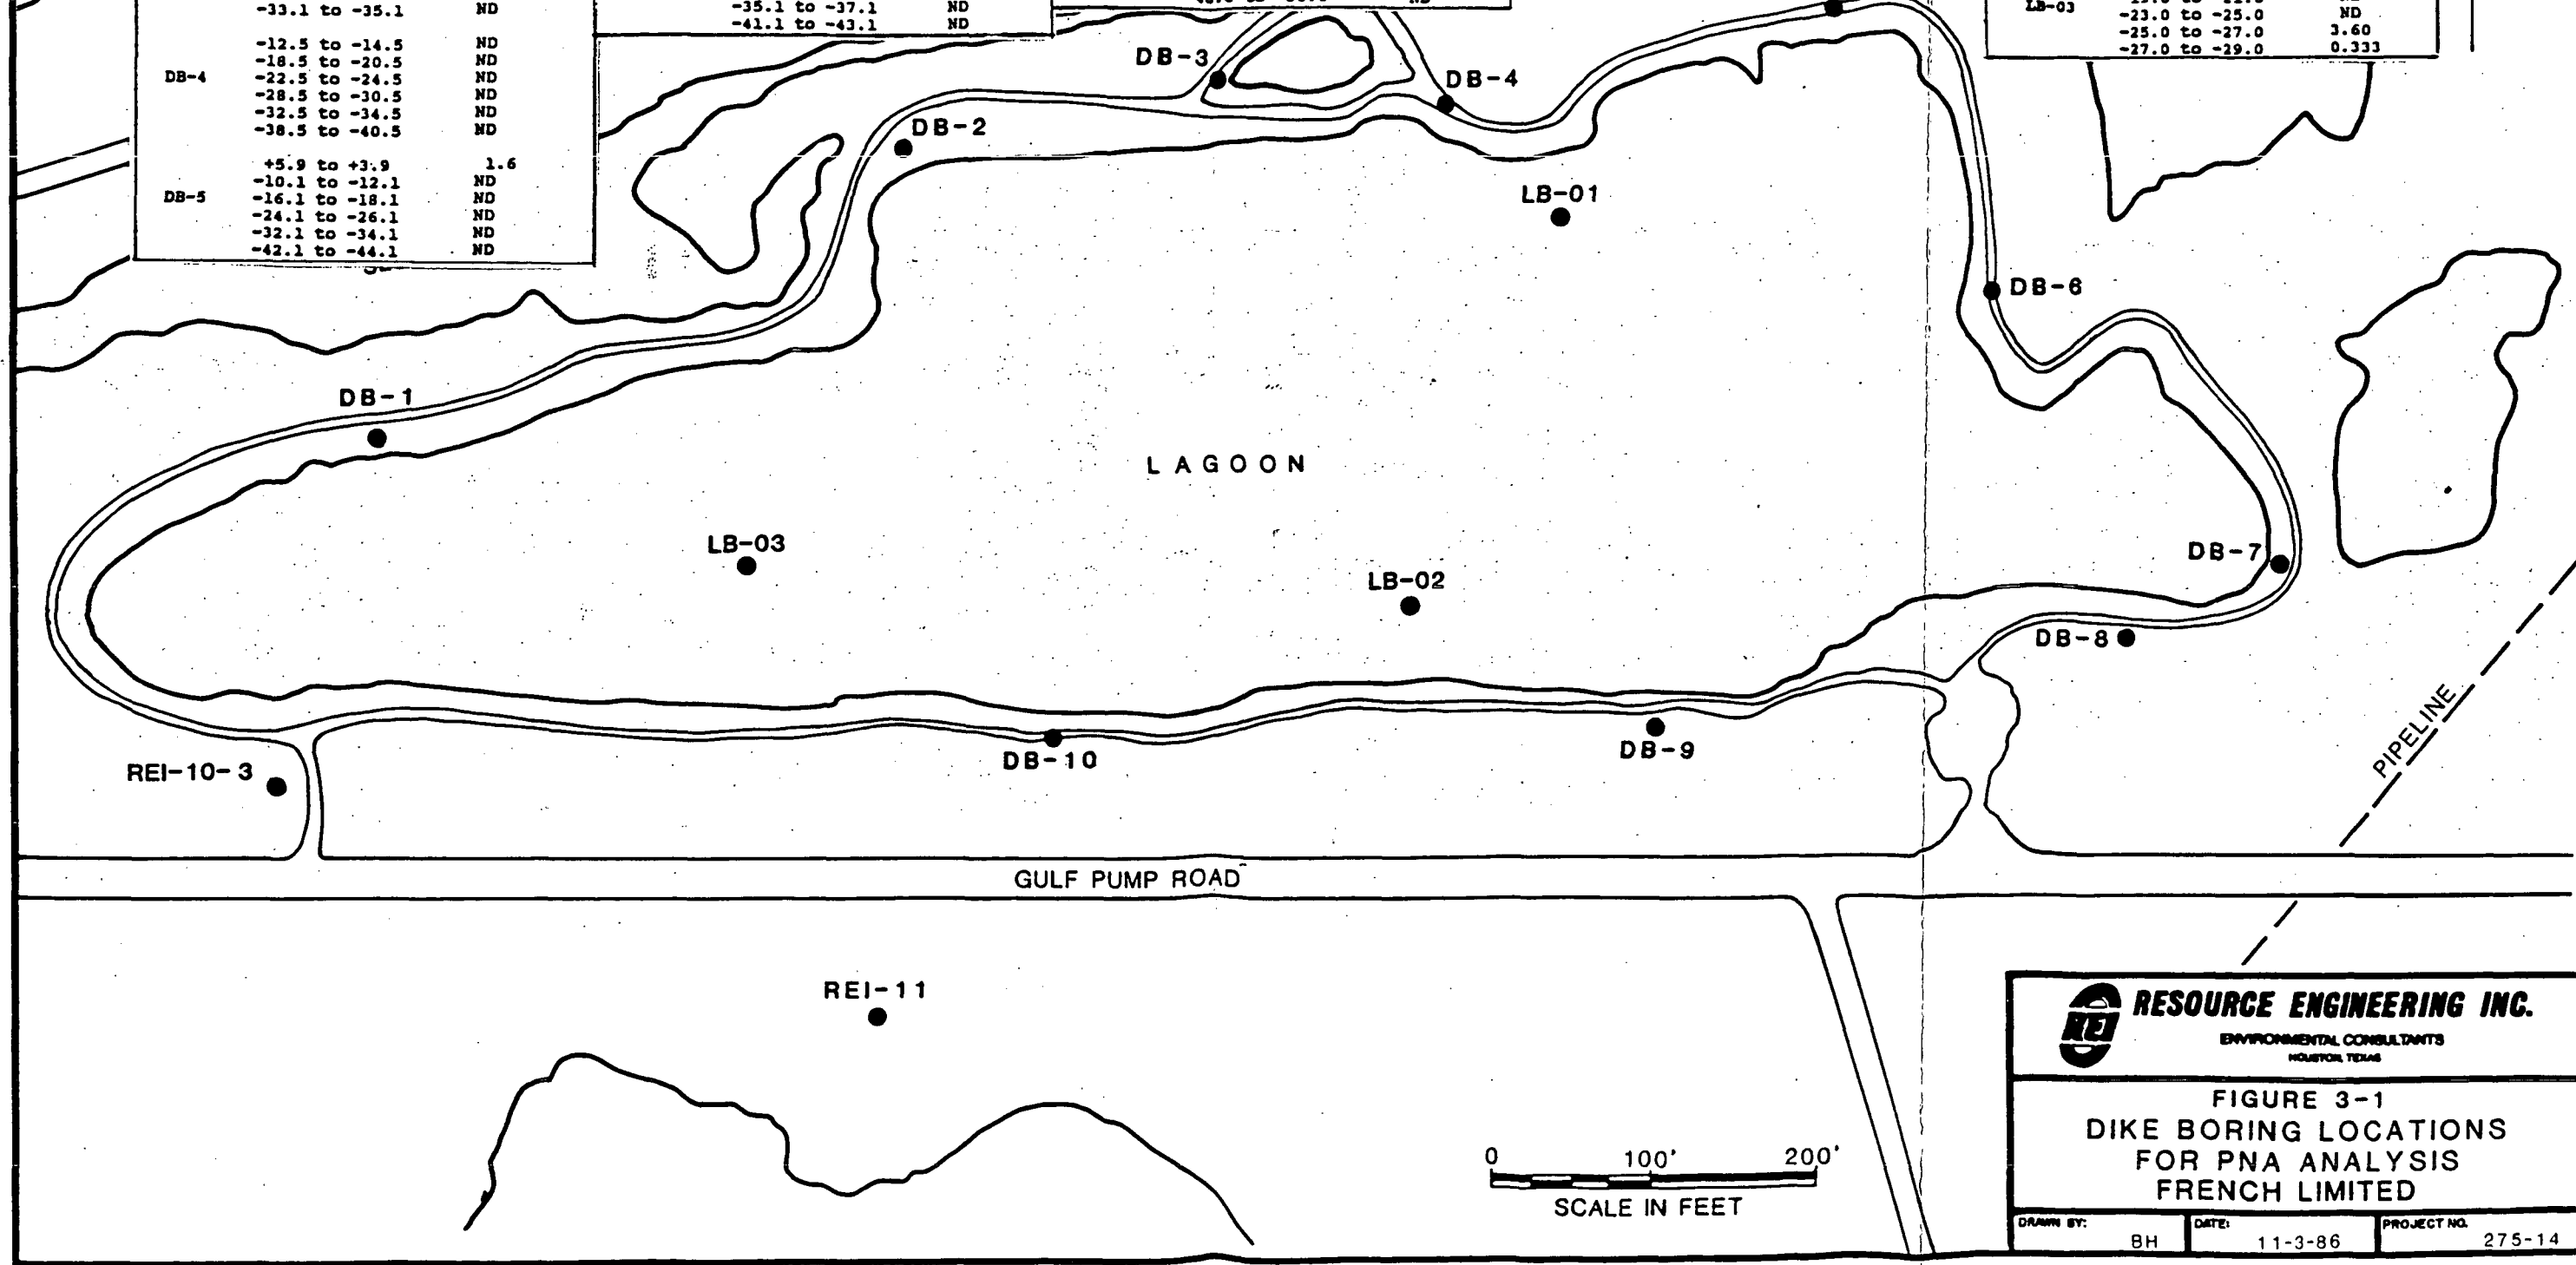 -33.1 to -35.1 ND
-12.5 to -14.5 ND
-18.5 to -20.5 ND
DB-4 -22.5 to -24.5 ND
-28.5 to -30.5 ND
-32.5 to -34.5 ND
-38.5 to -40.5 ND
+5.9 to +3.9 1.6
-10.1 to -12.1 ND
DB-5 -16.1 to -18.1 ND
-24.1 to -26.1 ND
-32.1 to -34.1 ND
-42.1 to -44.1 ND
-35.1 to -37.1 ND
-41.1 to -43.1 ND
LB-03
-23.0 to -25.0 ND
-25.0 to -27.0 3.60
-27.0 to -29.0 0.333
DB-3
DB-4
DB-2
LB-01
DB-6
DB-1
LAGOON
LB-03
LB-02
DB-7
DB-8
DB-9
DB-10
REI-10-3
PIPELINE
GULF PUMP ROAD
REI-11
0 100' 200'
SCALE IN FEET
REI
RESOURCE ENGINEERING INC.
ENVIRONMENTAL CONSULTANTS
HOUSTON, TEXAS
FIGURE 3-1
DIKE BORING LOCATIONS
FOR PNA ANALYSIS
FRENCH LIMITED
DRAWN BY: BH
DATE: 11-3-86
PROJECT NO. 275-14